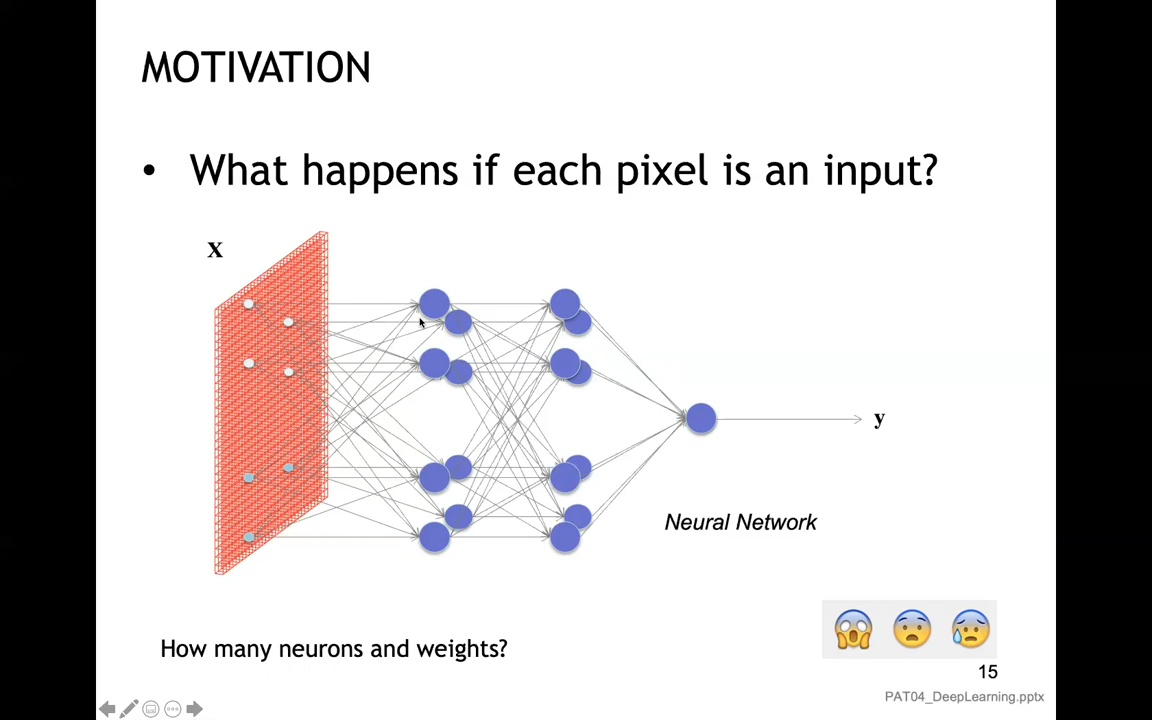 MOTIVATION
• What happens if each pixel is an input?
x
y
Neural Network
How many neurons and weights?
15
PAT04_DeepLearning.pptx